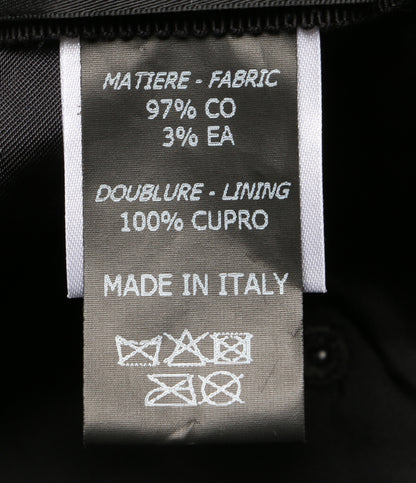 MATIERE - FABRIC
97% CO
3% EA
DOUBLURE - LINING
100% CUPRO
MADE IN ITALY